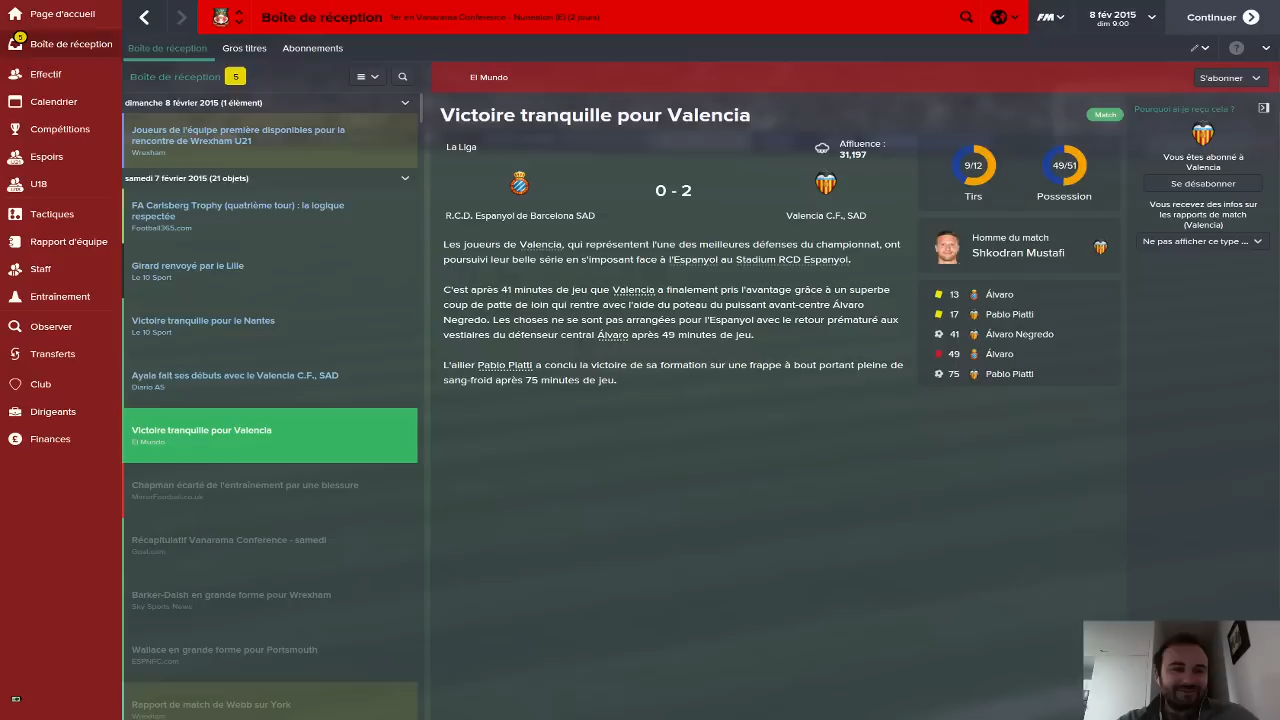 Page d'accueil
Boîte de réception
1er en Vanarama Conference - Nuneaton (E) (2 jours)
FM
8 fév 2015
dim 9.00
Continuer
5
Boîte de réception
Effectif
Calendrier
Compétitions
Espoirs
U18
Tactiques
Rapport d'équipe
Staff
Entraînement
Observer
Transferts
Club
Dirigeants
Finances
Boîte de réception
Gros titres
Abonnements
Boîte de réception
5
dimanche 8 février 2015 (1 élément)
Joueurs de l'équipe première disponibles pour la
rencontre de Wrexham U21
Wrexham
samedi 7 février 2015 (21 objets)
FA Carlsberg Trophy (quatrième tour) : la logique
respectée
Football365.com
Girard renvoyé par le Lille
Le 10 Sport
Victoire tranquille pour le Nantes
Le 10 Sport
Ayala fait ses débuts avec le Valencia C.F., SAD
Diario AS
Victoire tranquille pour Valencia
El Mundo
Chapman écarté de l'entraînement par une blessure
MirrorFootball.co.uk
Récapitulatif Vanarama Conference - samedi
Goal.com
Barker-Daish en grande forme pour Wrexham
Sky Sports News
Wallace en grande forme pour Portsmouth
ESPNFC.com
Rapport de match de Webb sur York
Wrexham
El Mundo
S'abonner
Victoire tranquille pour Valencia
Match
La Liga
Affluence :
31,197
0 - 2
R.C.D. Espanyol de Barcelona SAD
Valencia C.F., SAD
Les joueurs de Valencia, qui représentent l'une des meilleures défenses du championnat, ont
poursuivi leur belle série en s'imposant face à l'Espanyol au Stadium RCD Espanyol.
C'est après 41 minutes de jeu que Valencia a finalement pris l'avantage grâce à un superbe
coup de patte de loin qui rentre avec l'aide du poteau du puissant avant-centre Álvaro
Negredo. Les choses ne se sont pas arrangées pour l'Espanyol avec le retour prématuré aux
vestiaires du défenseur central Álvaro après 49 minutes de jeu.
L'ailier Pablo Piatti a conclu la victoire de sa formation sur une frappe à bout portant pleine de
sang-froid après 75 minutes de jeu.
9/12
Tirs
49/51
Possession
Homme du match
Shkodran Mustafi
13 Álvaro
17 Pablo Piatti
41 Álvaro Negredo
49 Álvaro
75 Pablo Piatti
Pourquoi ai-je reçu cela ?
Vous êtes abonné à
Valencia
Se désabonner
Vous recevez des infos sur
les rapports de match
(Valencia)
Ne pas afficher ce type ...